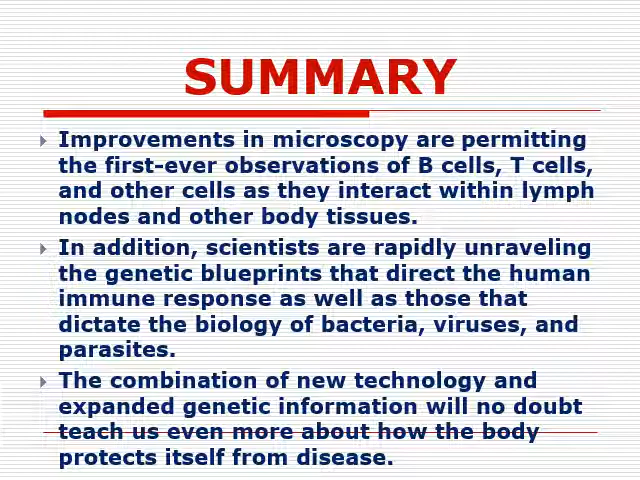 SUMMARY
Improvements in microscopy are permitting
the first-ever observations of B cells, T cells,
and other cells as they interact within lymph
nodes and other body tissues.
In addition, scientists are rapidly unraveling
the genetic blueprints that direct the human
immune response as well as those that
dictate the biology of bacteria, viruses, and
parasites.
The combination of new technology and
expanded genetic information will no doubt
teach us even more about how the body
protects itself from disease.